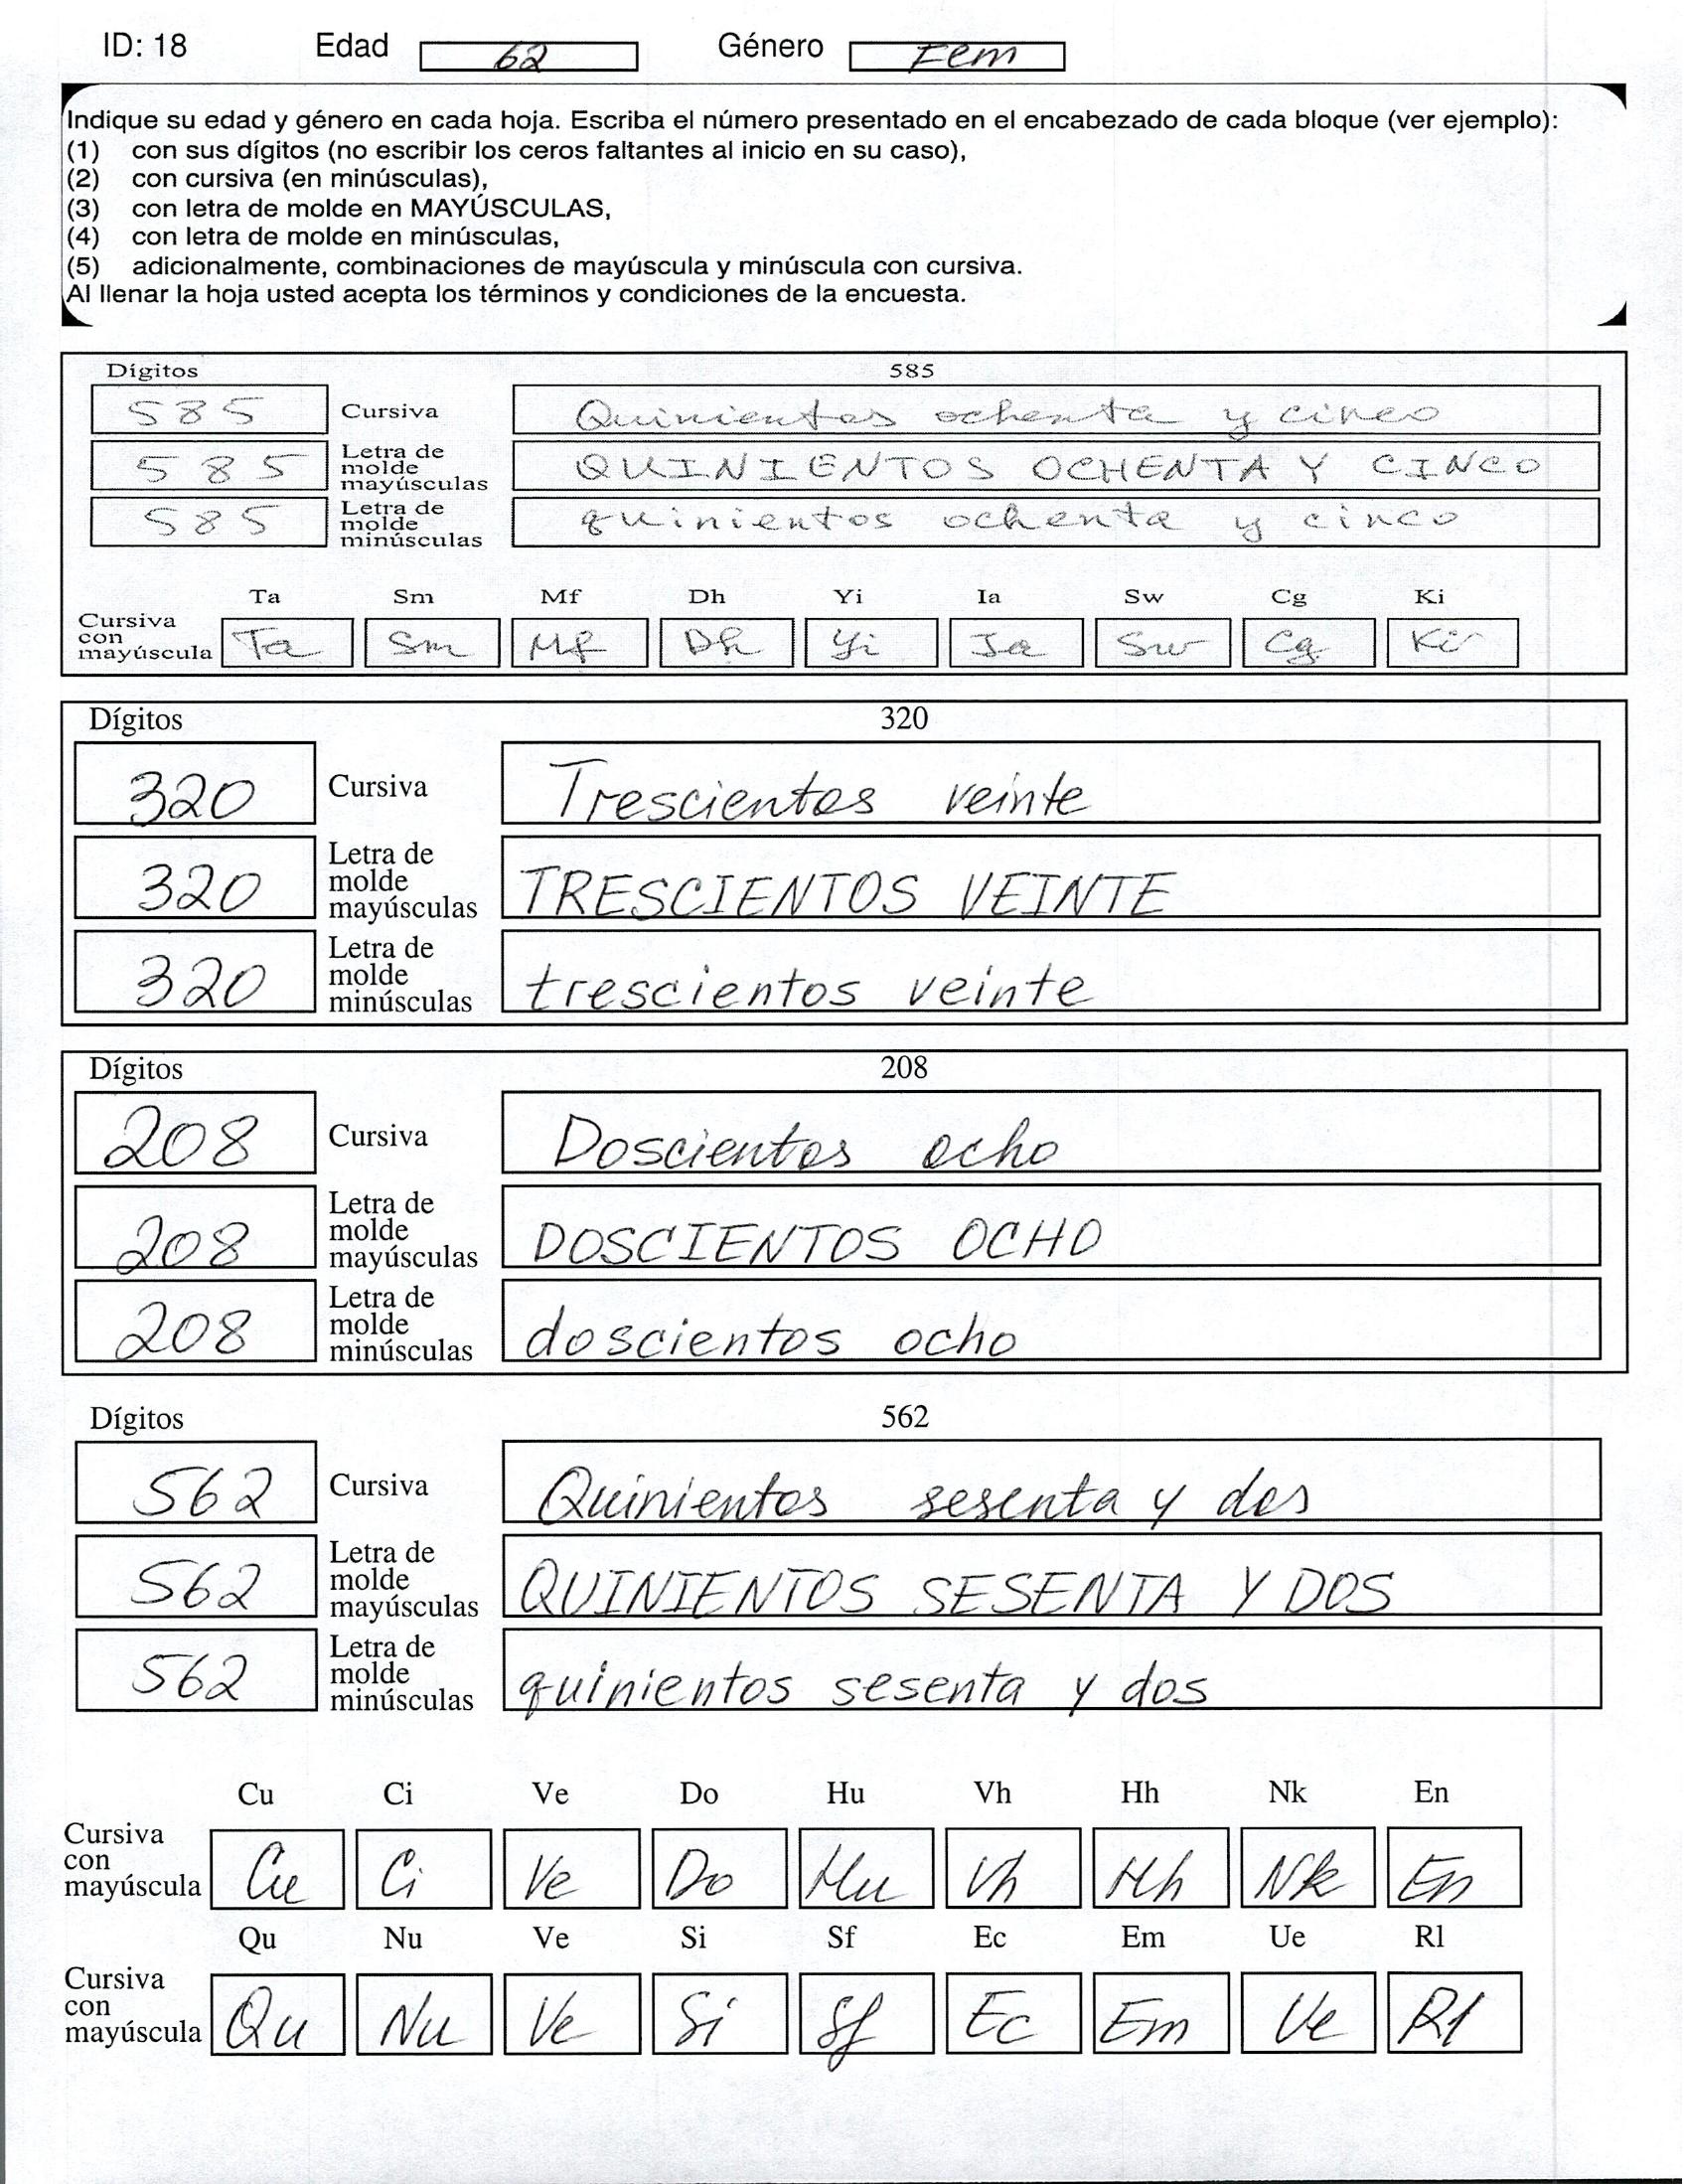 ID: 18 Edad 62 Género Fem
Indique su edad y género en cada hoja. Escriba el número presentado en el encabezado de cada bloque (ver ejemplo):
(1) con sus dígitos (no escribir los ceros faltantes al inicio en su caso),
(2) con cursiva (en minúsculas),
(3) con letra de molde en MAYÚSCULAS,
(4) con letra de molde en minúsculas,
(5) adicionalmente, combinaciones de mayúscula y minúscula con cursiva.
Al llenar la hoja usted acepta los términos y condiciones de la encuesta.
Dígitos 585
585 Cursiva Quinientos ochenta y cinco
585 Letra de molde mayúsculas QUINIENTOS OCHENTA Y CINCO
585 Letra de molde minúsculas quinientos ochenta y cinco
Ta Sm Mf Dh Yi Ia Sw Cg Ki
Cursiva con mayúscula Ta Sm Mf Dh Yi Ia Sw Cg Ki
Dígitos 320
320 Cursiva Trescientos veinte
320 Letra de molde mayúsculas TRESCIENTOS VEINTE
320 Letra de molde minúsculas trescientos veinte
Dígitos 208
208 Cursiva Doscientos ocho
208 Letra de molde mayúsculas DOSCIENTOS OCHO
208 Letra de molde minúsculas doscientos ocho
Dígitos 562
562 Cursiva Quinientos sesenta y dos
562 Letra de molde mayúsculas QUINIENTOS SESENTA Y DOS
562 Letra de molde minúsculas quinientos sesenta y dos
Cu Ci Ve Do Hu Vh Hh Nk En
Cursiva con mayúscula Cu Ci Ve Do Hu Vh Hh Nk En
Qu Nu Ve Si Sf Ec Em Ue Rl
Cursiva con mayúscula Qu Nu Ve Si Sf Ec Em Ue Rl